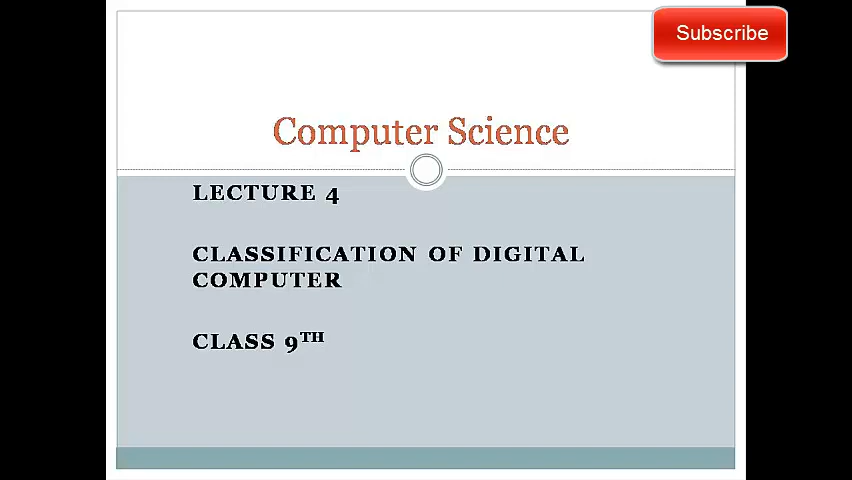 Subscribe
Computer Science
LECTURE 4
CLASSIFICATION OF DIGITAL
COMPUTER
CLASS 9TH